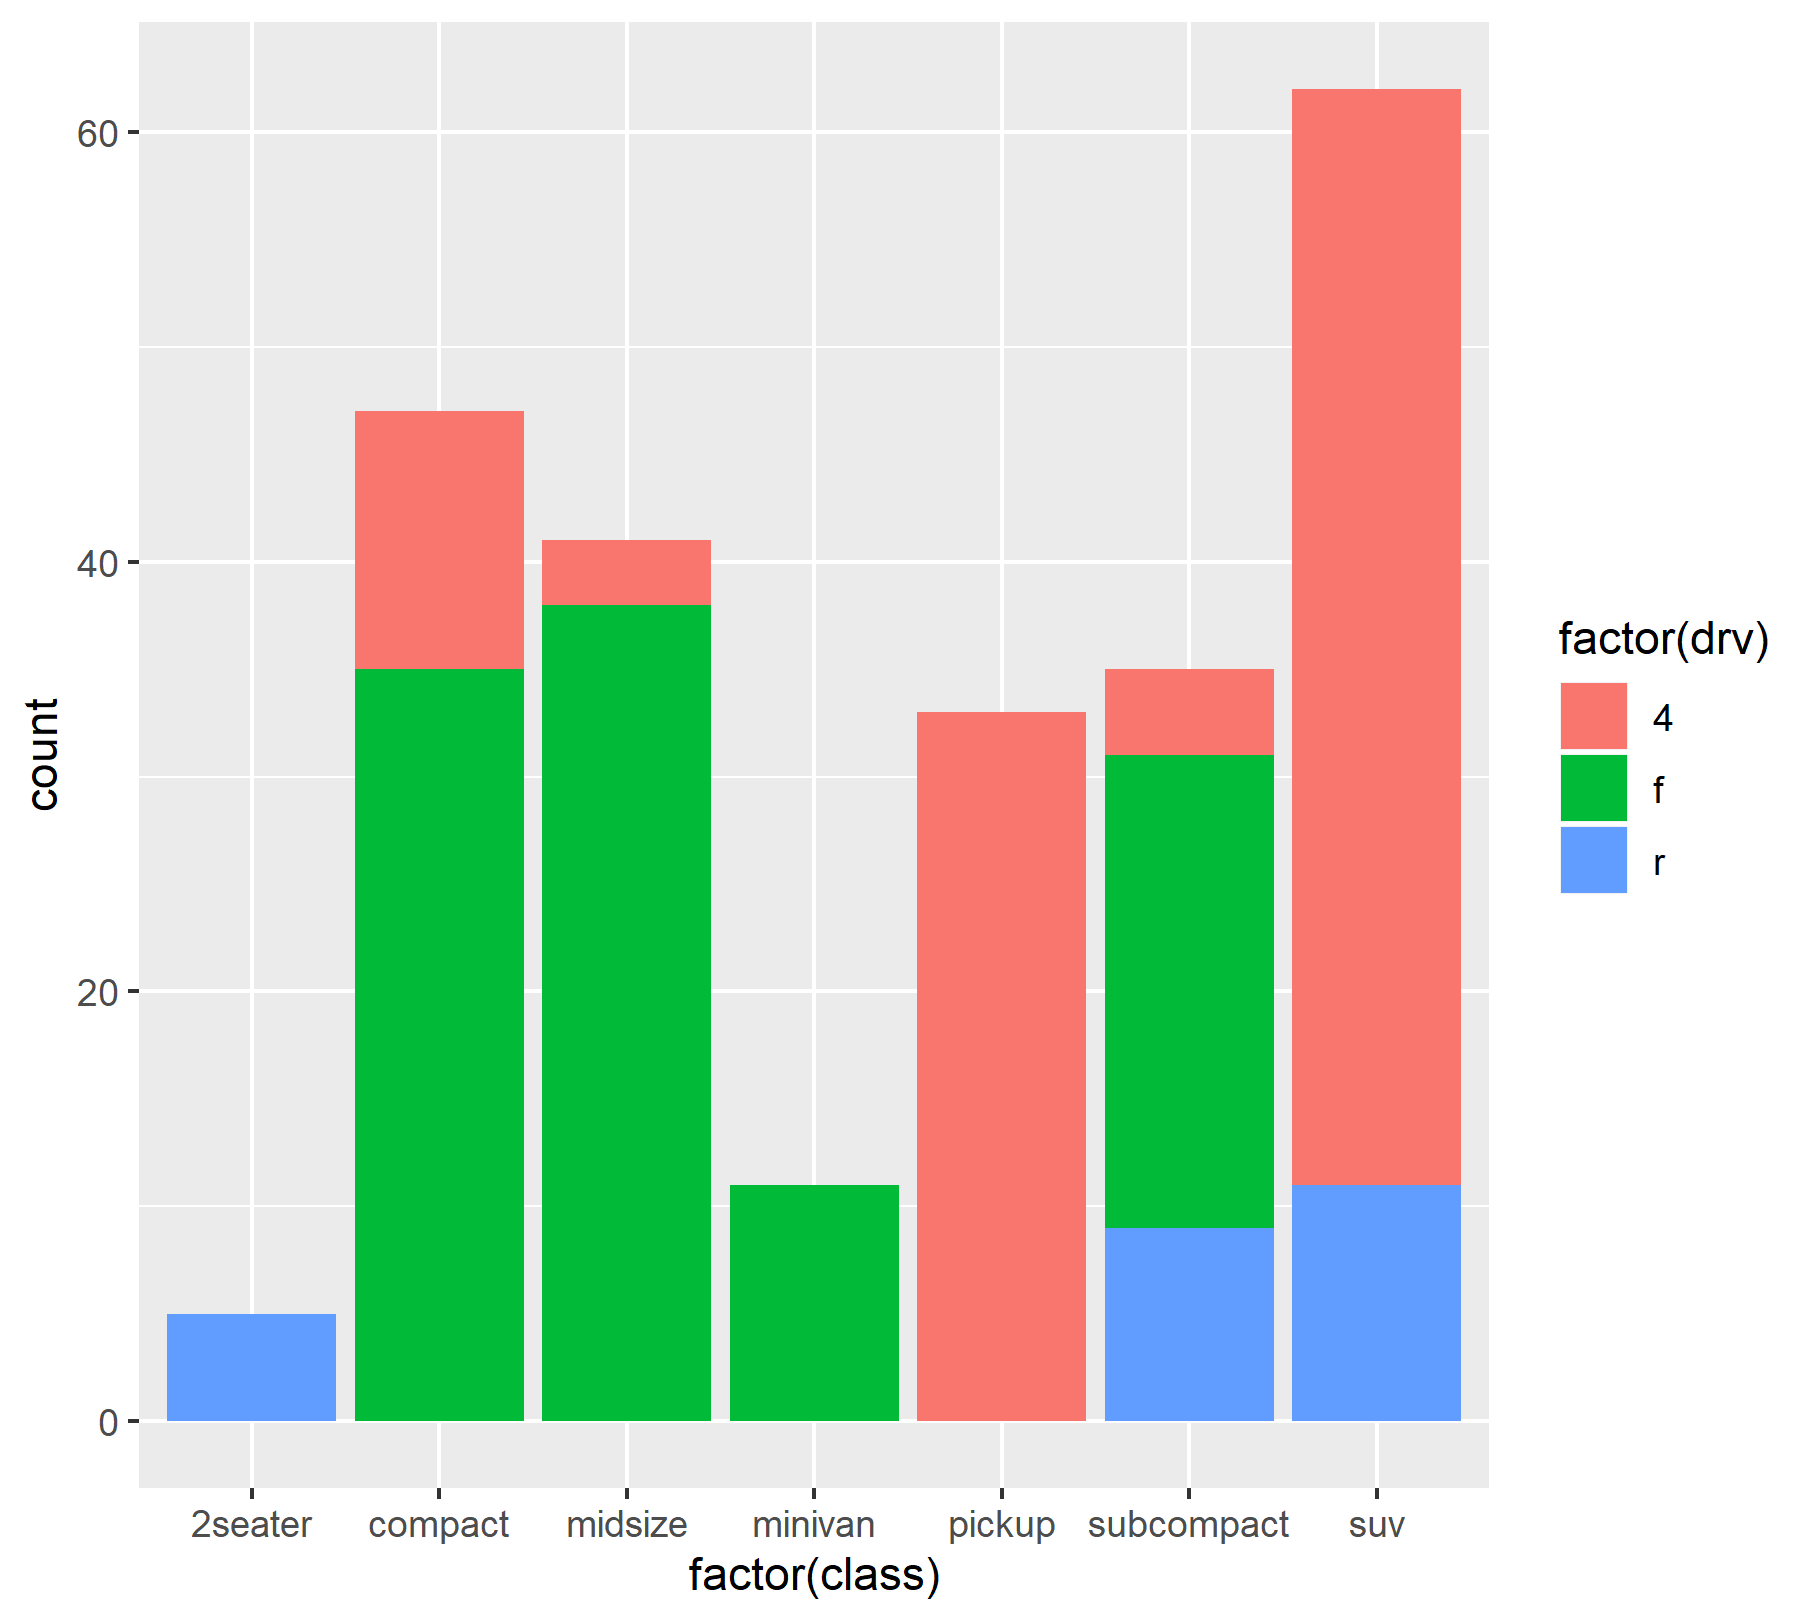 60
40
20
0
count
2seater compact midsize minivan pickup subcompact suv
factor(class)
factor(drv)
4
f
r